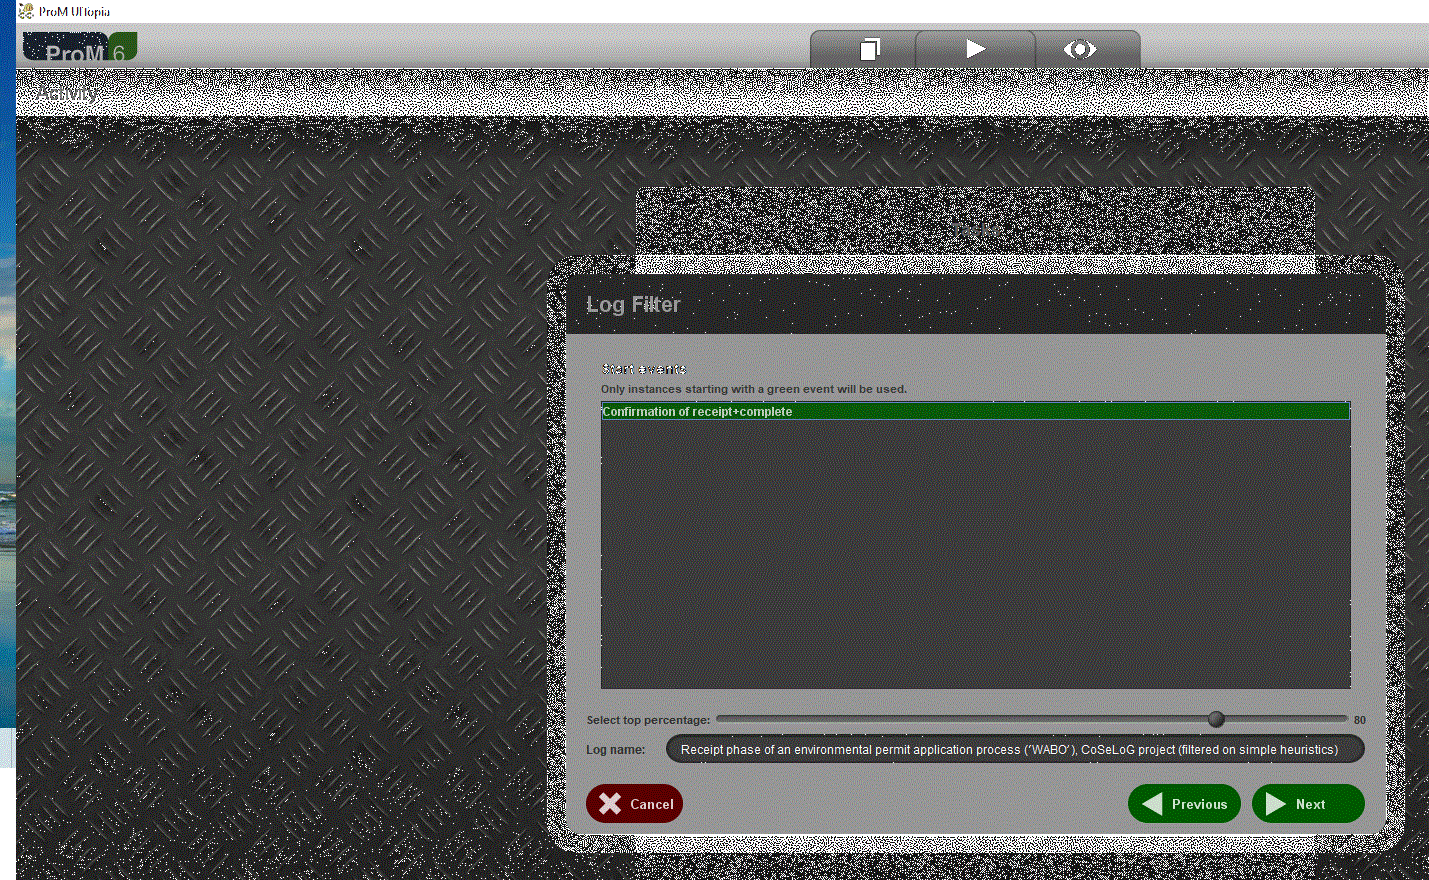 ProM UITopia
ProM 6
Activity
Log Filter
Start events
Only instances starting with a green event will be used.
Confirmation of receipt+complete
Select top percentage:
80
Log name:
Receipt phase of an environmental permit application process ('WABO'), CoSeLoG project (filtered on simple heuristics)
Cancel
Previous
Next